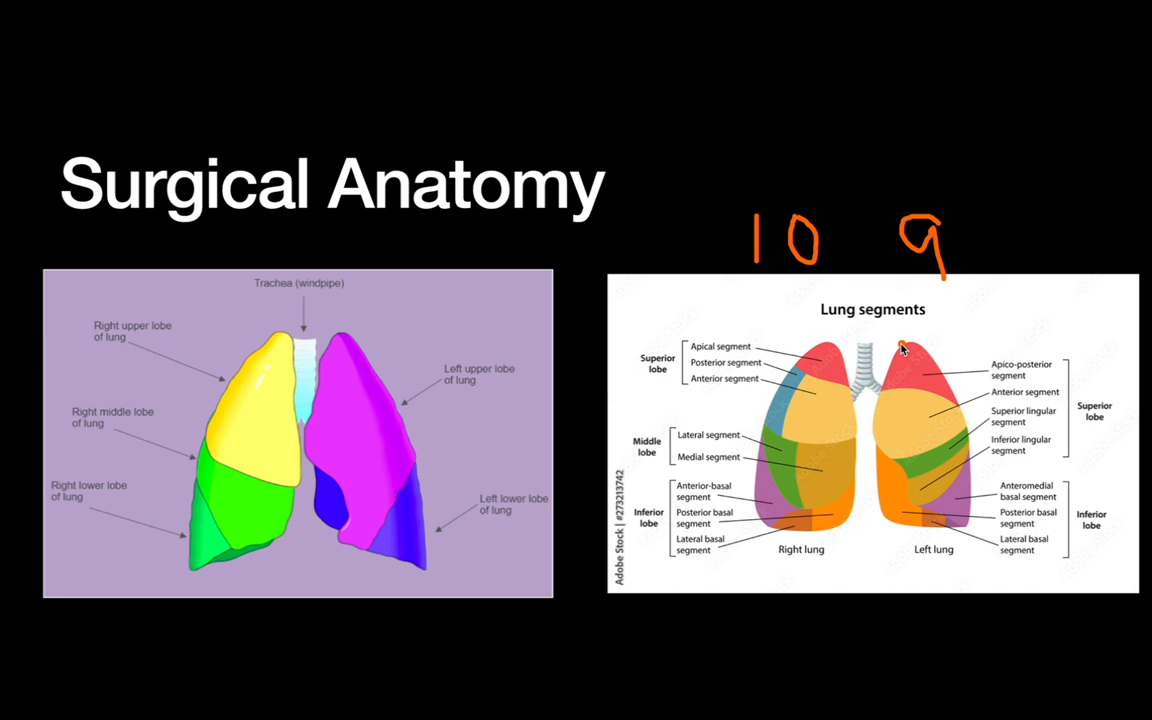 Surgical Anatomy
10 9
Trachea (windpipe)
Right upper lobe
of lung
Left upper lobe
of lung
Right middle lobe
of lung
Right lower lobe
of lung
Left lower lobe
of lung
Lung segments
Superior
lobe
Apical segment
Posterior segment
Anterior segment
Middle
lobe
Lateral segment
Medial segment
Inferior
lobe
Anterior-basal
segment
Posterior basal
segment
Lateral basal
segment
Right lung
Apico-posterior
segment
Anterior segment
Superior lingular
segment
Inferior lingular
segment
Superior
lobe
Anteromedial
basal segment
Posterior basal
segment
Lateral basal
segment
Inferior
lobe
Left lung
Adobe Stock | #273213742